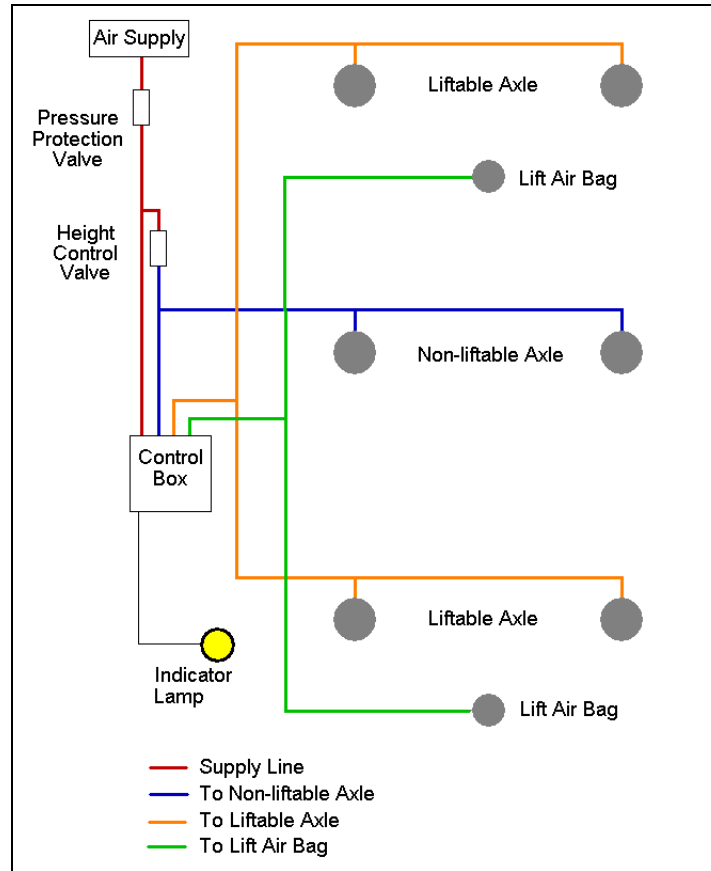 Air Supply
Pressure
Protection
Valve
Liftable Axle
Lift Air Bag
Height
Control
Valve
Non-liftable Axle
Control
Box
Liftable Axle
Indicator
Lamp
Lift Air Bag
Supply Line
To Non-liftable Axle
To Liftable Axle
To Lift Air Bag